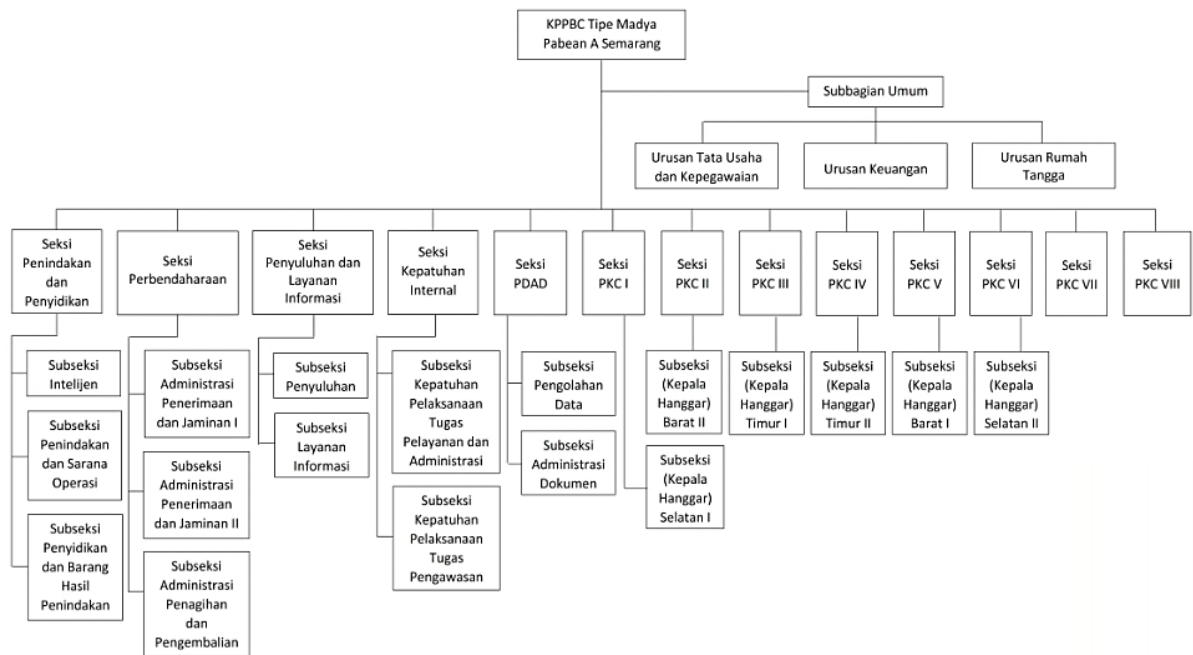 KPPBC Tipe Madya
Pabean A Semarang
Subbagian Umum
Urusan Tata Usaha
dan Kepegawaian
Urusan Keuangan
Urusan Rumah
Tangga
Seksi
Penindakan
dan
Penyidikan
Seksi
Perbendaharaan
Seksi
Penyuluhan dan
Layanan
Informasi
Seksi
Kepatuhan
Internal
Seksi
PDAD
Seksi
PKC I
Seksi
PKC II
Seksi
PKC III
Seksi
PKC IV
Seksi
PKC V
Seksi
PKC VI
Seksi
PKC VII
Seksi
PKC VIII
Subseksi
Intelijen
Subseksi
Penindakan
dan Sarana
Operasi
Subseksi
Penyidikan
dan Barang
Hasil
Penindakan
Subseksi
Administrasi
Penerimaan
dan Jaminan I
Subseksi
Administrasi
Penerimaan
dan Jaminan II
Subseksi
Administrasi
Penagihan
dan
Pengembalian
Subseksi
Penyuluhan
Subseksi
Layanan
Informasi
Subseksi
Kepatuhan
Pelaksanaan
Tugas
Pelayanan dan
Administrasi
Subseksi
Kepatuhan
Pelaksanaan
Tugas
Pengawasan
Subseksi
Pengolahan
Data
Subseksi
Administrasi
Dokumen
Subseksi
(Kepala
Hanggar)
Barat II
Subseksi
(Kepala
Hanggar)
Selatan I
Subseksi
(Kepala
Hanggar)
Timur I
Subseksi
(Kepala
Hanggar)
Timur II
Subseksi
(Kepala
Hanggar)
Barat I
Subseksi
(Kepala
Hanggar)
Selatan II